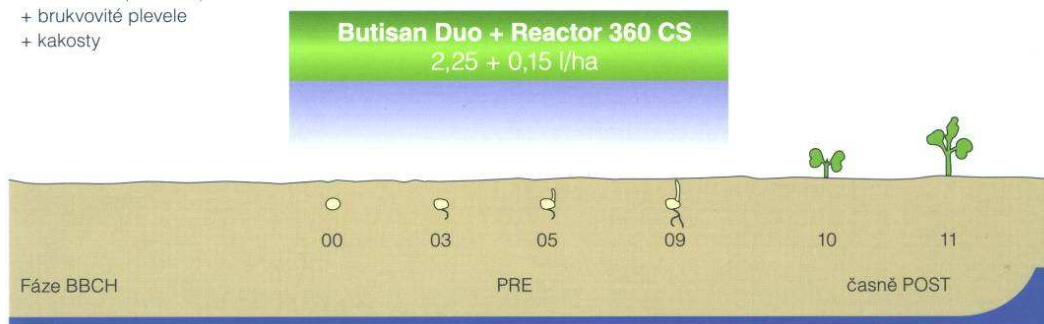 + brukvovité plevele
+ kakosty
Butisan Duo + Reactor 360 CS
2,25 + 0,15 l/ha
00 03 05 09 10 11
Fáze BBCH PRE časně POST